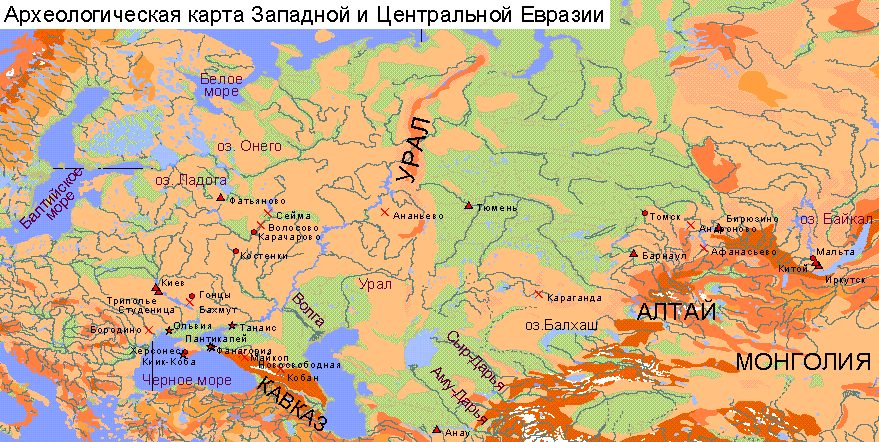 Археологическая карта Западной и Центральной Евразии
Белое
море
оз. Онего
УРАЛ
оз. Ладога
Балтийское
море
Фатьяново
Сейма
Волосово
Карачарово
Ананьево
Тюмень
Томск
Бирюзино
Андроново
оз. Байкал
Костенки
Барнаул
Афанасьево
Мальта
Китой
Иркутск
Киев
Гонцы
Триполье
Студеница
Бахмут
Урал
Волга
Караганда
АЛТАЙ
Бородино
Ольвия
Танаис
Пантикапей
Фанагория
оз.Балхаш
Херсонес
Киик-Коба
Майкоп
Новосвободная
Кобан
Черное море
КАВКАЗ
Сыр-Дарья
Аму-Дарья
МОНГОЛИЯ
Анау